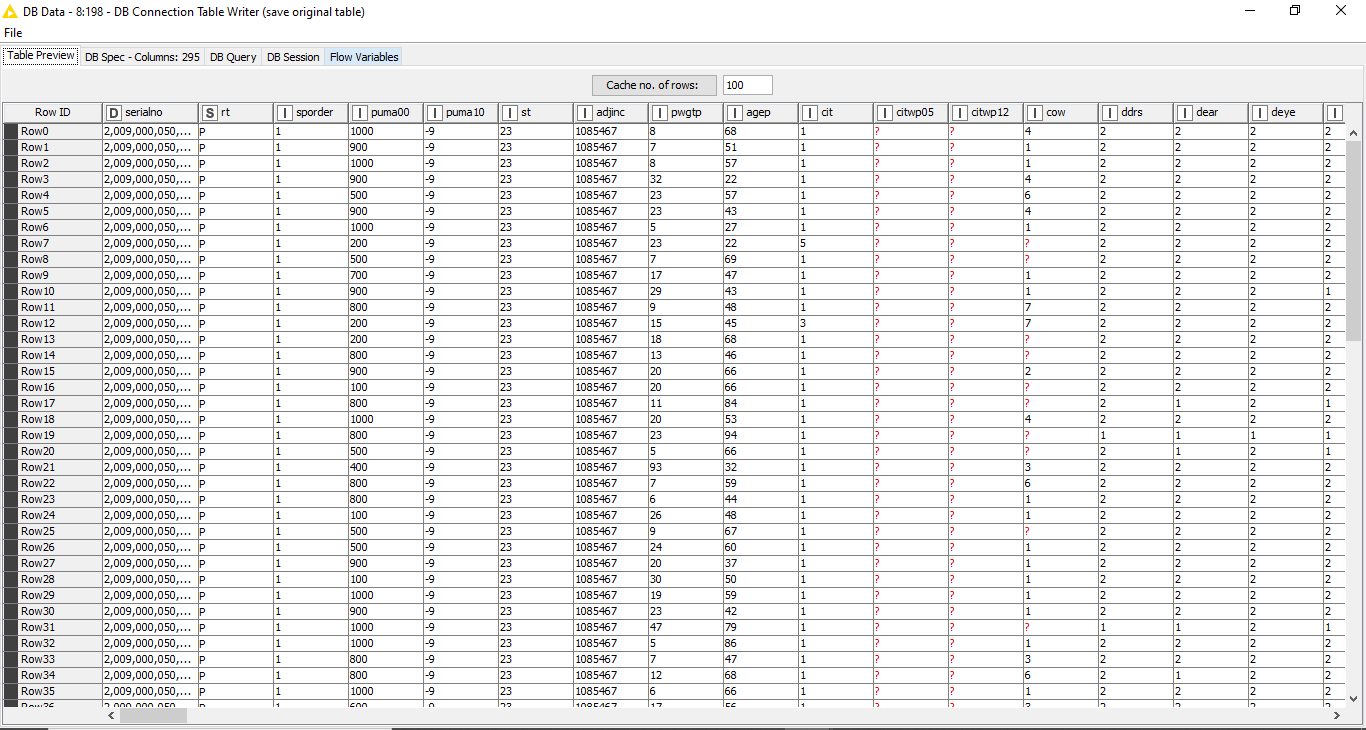 DB Data - 8:198 - DB Connection Table Writer (save original table)
File
Table Preview DB Spec - Columns: 295 DB Query DB Session Flow Variables
Cache no. of rows: 100
Row ID D serialno S rt I sporder I puma00 I puma10 I st I adjinc I pwgtp I agep I cit I citwp05 I citwp12 I cow I ddrs I dear I deye I
Row0 2,009,000,050,... P 1 1000 -9 23 1085467 8 68 1 ? ? 4 2 2 2 2
Row1 2,009,000,050,... P 1 900 -9 23 1085467 7 51 1 ? ? 1 2 2 2 2
Row2 2,009,000,050,... P 1 1000 -9 23 1085467 8 57 1 ? ? 1 2 2 2 2
Row3 2,009,000,050,... P 1 900 -9 23 1085467 32 22 1 ? ? 4 2 2 2 2
Row4 2,009,000,050,... P 1 500 -9 23 1085467 23 57 1 ? ? 6 2 2 2 2
Row5 2,009,000,050,... P 1 900 -9 23 1085467 23 43 1 ? ? 4 2 2 2 2
Row6 2,009,000,050,... P 1 1000 -9 23 1085467 5 27 1 ? ? 1 2 2 2 2
Row7 2,009,000,050,... P 1 200 -9 23 1085467 23 22 5 ? ? ? 2 2 2 2
Row8 2,009,000,050,... P 1 500 -9 23 1085467 7 69 1 ? ? ? 2 2 2 2
Row9 2,009,000,050,... P 1 700 -9 23 1085467 17 47 1 ? ? 1 2 2 2 2
Row10 2,009,000,050,... P 1 900 -9 23 1085467 29 43 1 ? ? 1 2 2 2 1
Row11 2,009,000,050,... P 1 800 -9 23 1085467 9 48 1 ? ? 7 2 2 2 2
Row12 2,009,000,050,... P 1 200 -9 23 1085467 15 45 3 ? ? 7 2 2 2 2
Row13 2,009,000,050,... P 1 200 -9 23 1085467 18 68 1 ? ? ? 2 2 2 2
Row14 2,009,000,050,... P 1 800 -9 23 1085467 13 46 1 ? ? ? 2 2 2 2
Row15 2,009,000,050,... P 1 900 -9 23 1085467 20 66 1 ? ? 2 2 2 2 2
Row16 2,009,000,050,... P 1 100 -9 23 1085467 20 66 1 ? ? ? 2 2 2 2
Row17 2,009,000,050,... P 1 800 -9 23 1085467 11 84 1 ? ? ? 2 1 2 1
Row18 2,009,000,050,... P 1 1000 -9 23 1085467 20 53 1 ? ? 4 2 2 2 2
Row19 2,009,000,050,... P 1 800 -9 23 1085467 23 94 1 ? ? ? 1 1 1 1
Row20 2,009,000,050,... P 1 500 -9 23 1085467 5 66 1 ? ? ? 2 1 2 1
Row21 2,009,000,050,... P 1 400 -9 23 1085467 93 32 1 ? ? 3 2 2 2 2
Row22 2,009,000,050,... P 1 800 -9 23 1085467 7 59 1 ? ? 6 2 2 2 2
Row23 2,009,000,050,... P 1 800 -9 23 1085467 6 44 1 ? ? 1 2 2 2 2
Row24 2,009,000,050,... P 1 100 -9 23 1085467 26 48 1 ? ? 1 2 2 2 2
Row25 2,009,000,050,... P 1 500 -9 23 1085467 9 67 1 ? ? ? 2 2 2 2
Row26 2,009,000,050,... P 1 500 -9 23 1085467 24 60 1 ? ? 1 2 2 2 2
Row27 2,009,000,050,... P 1 900 -9 23 1085467 20 37 1 ? ? 1 2 2 2 2
Row28 2,009,000,050,... P 1 100 -9 23 1085467 30 50 1 ? ? 1 2 2 2 2
Row29 2,009,000,050,... P 1 1000 -9 23 1085467 19 59 1 ? ? 1 2 2 2 2
Row30 2,009,000,050,... P 1 900 -9 23 1085467 23 42 1 ? ? 1 2 2 2 2
Row31 2,009,000,050,... P 1 1000 -9 23 1085467 47 79 1 ? ? ? 1 1 2 1
Row32 2,009,000,050,... P 1 1000 -9 23 1085467 5 86 1 ? ? 1 2 2 2 2
Row33 2,009,000,050,... P 1 800 -9 23 1085467 7 47 1 ? ? 3 2 2 2 2
Row34 2,009,000,050,... P 1 800 -9 23 1085467 12 68 1 ? ? 6 2 1 2 2
Row35 2,009,000,050,... P 1 1000 -9 23 1085467 6 66 1 ? ? 1 2 2 2 2